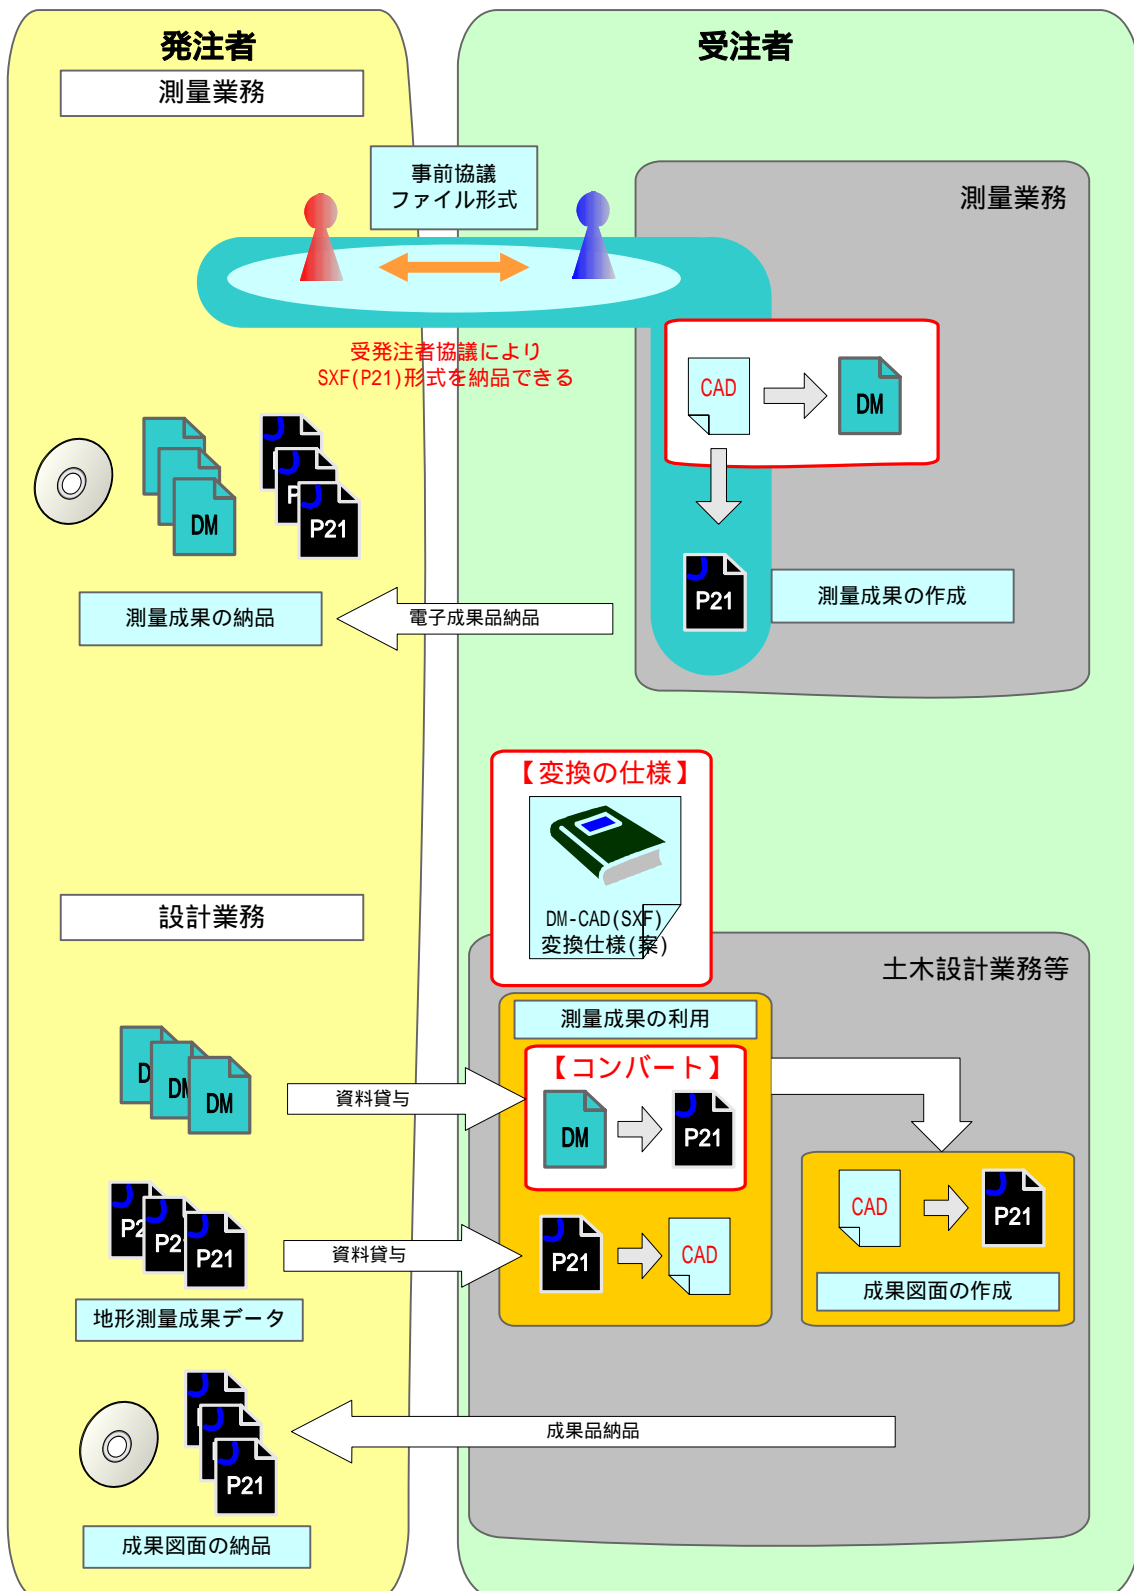 発注者
受注者
測量業務
事前協議
ファイル形式
測量業務
受発注者協議により
SXF(P21)形式を納品できる
CAD
DM
DM
P
P21
P21
測量成果の作成
測量成果の納品
電子成果品納品
【変換の仕様】
DM-CAD(SXF)
変換仕様(案)
設計業務
土木設計業務等
測量成果の利用
【コンバート】
D
DM
DM
資料貸与
DM
P21
CAD
P21
P2
P21
P21
資料貸与
P21
CAD
地形測量成果データ
成果図面の作成
P21
成果品納品
成果図面の納品